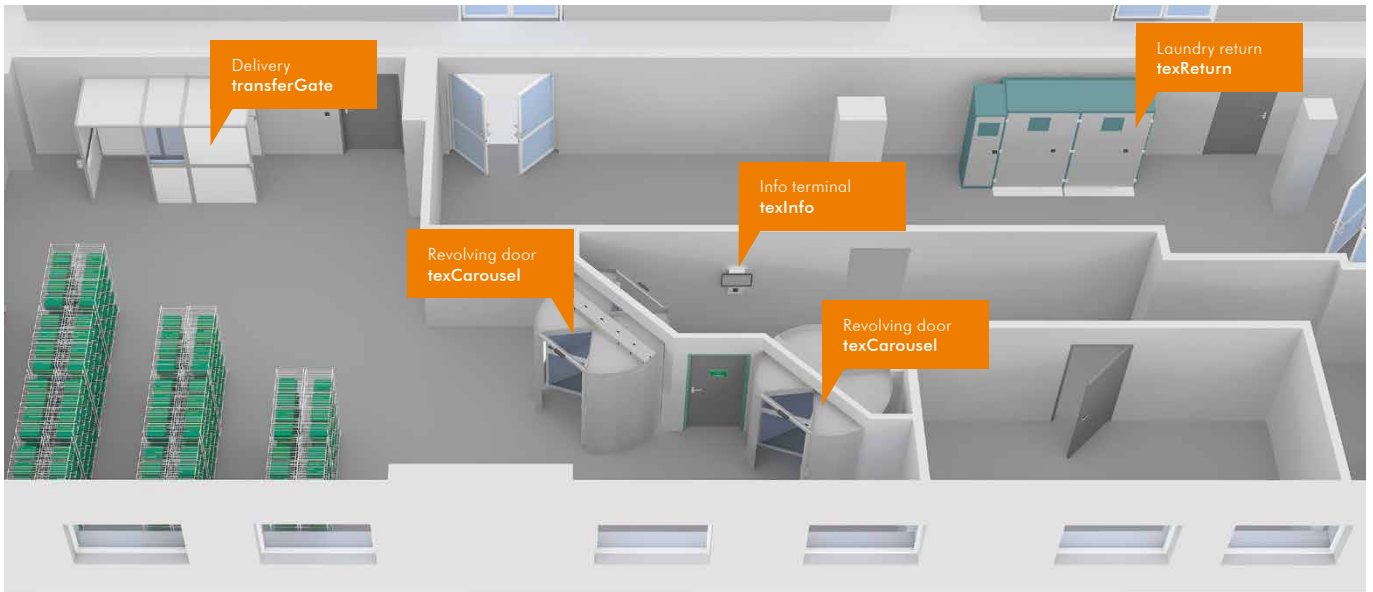 Delivery
transferGate
Laundry return
texReturn
Info terminal
texInfo
Revolving door
texCarousel
Revolving door
texCarousel